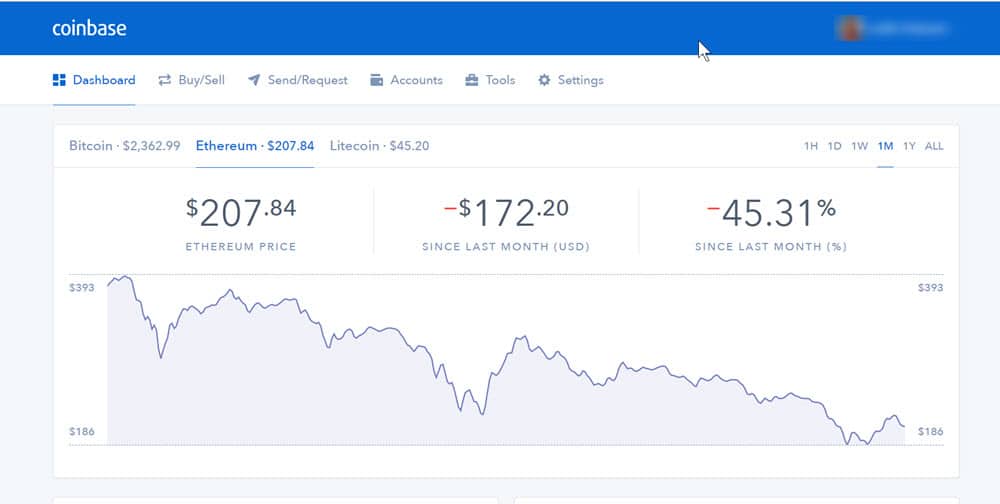 coinbase
Dashboard Buy/Sell Send/Request Accounts Tools Settings
Bitcoin · $2,362.99 Ethereum · $207.84 Litecoin · $45.20 1H 1D 1W 1M 1Y ALL
$207.84 −$172.20 −45.31%
ETHEREUM PRICE SINCE LAST MONTH (USD) SINCE LAST MONTH (%)
$393 $393
$186 $186